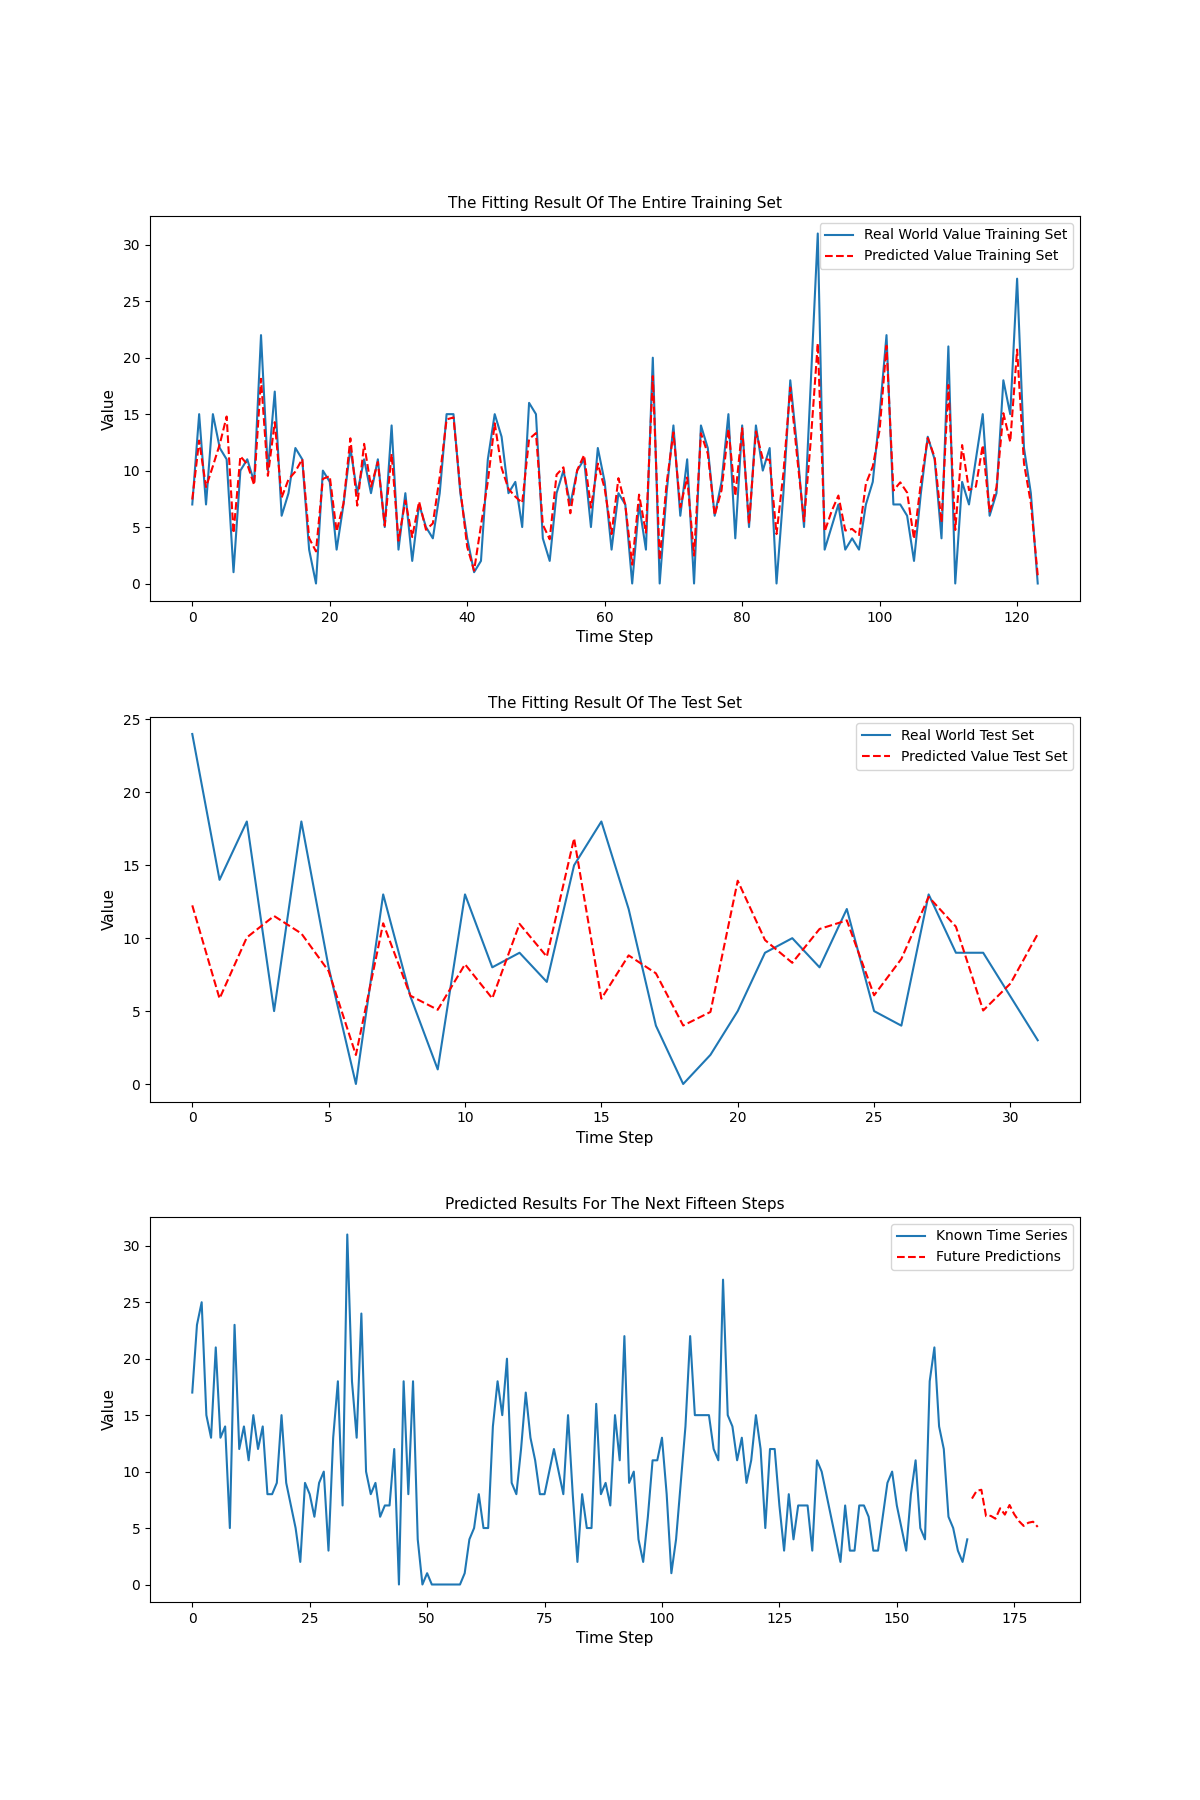 The Fitting Result Of The Entire Training Set
Real World Value Training Set
Predicted Value Training Set
Value
30
25
20
15
10
5
0
0 20 40 60 80 100 120
Time Step
The Fitting Result Of The Test Set
Real World Test Set
Predicted Value Test Set
Value
25
20
15
10
5
0
0 5 10 15 20 25 30
Time Step
Predicted Results For The Next Fifteen Steps
Known Time Series
Future Predictions
Value
30
25
20
15
10
5
0
0 25 50 75 100 125 150 175
Time Step